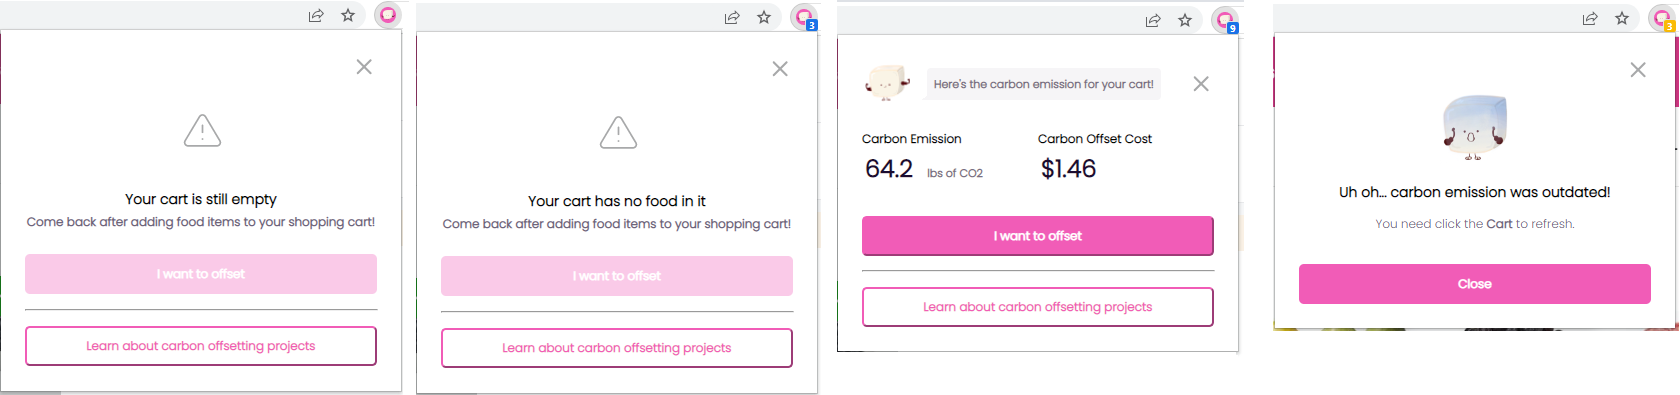 Your cart is still empty
Come back after adding food items to your shopping cart!
I want to offset
Learn about carbon offsetting projects
3
Your cart has no food in it
Come back after adding food items to your shopping cart!
I want to offset
Learn about carbon offsetting projects
9
Here's the carbon emission for your cart!
Carbon Emission
64.2 lbs of CO2
Carbon Offset Cost
$1.46
I want to offset
Learn about carbon offsetting projects
3
Uh oh... carbon emission was outdated!
You need click the Cart to refresh.
Close